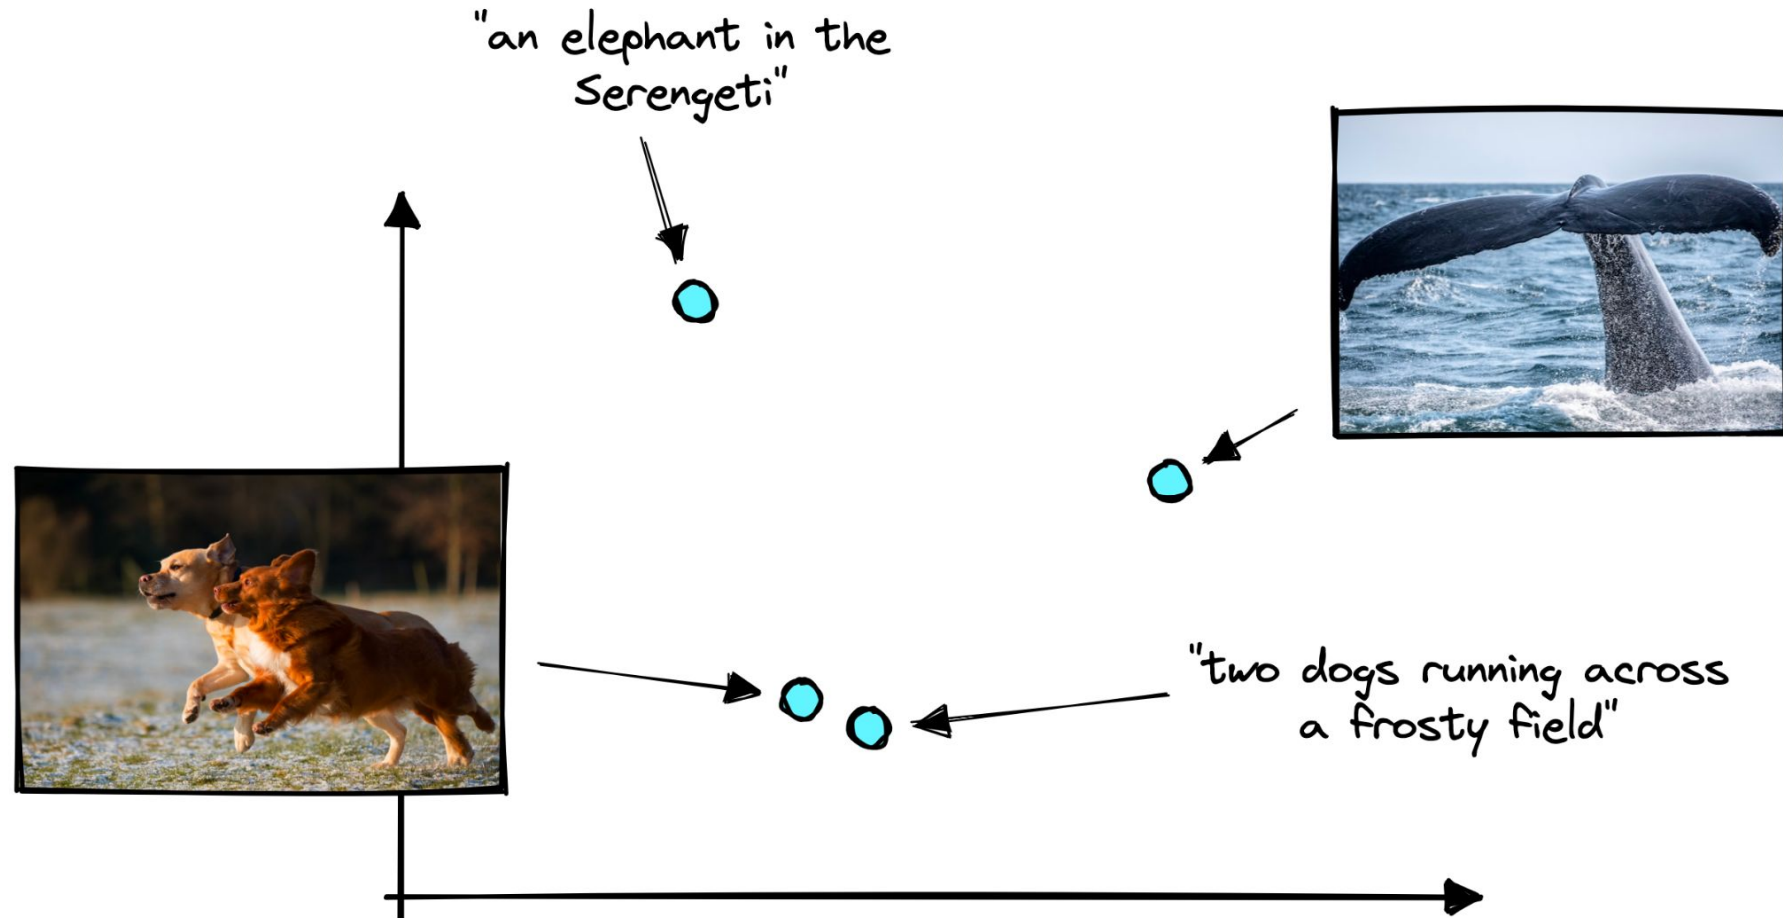 "an elephant in the
Serengeti"
"two dogs running across
a frosty field"